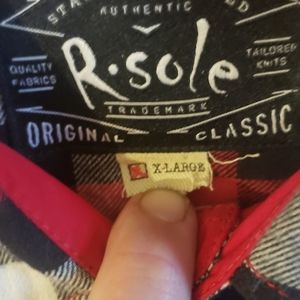 AUTHENTIC
QUALITY FABRICS
R·sole
TAILORED KNITS
TRADEMARK
ORIGINAL CLASSIC
X-LARGE